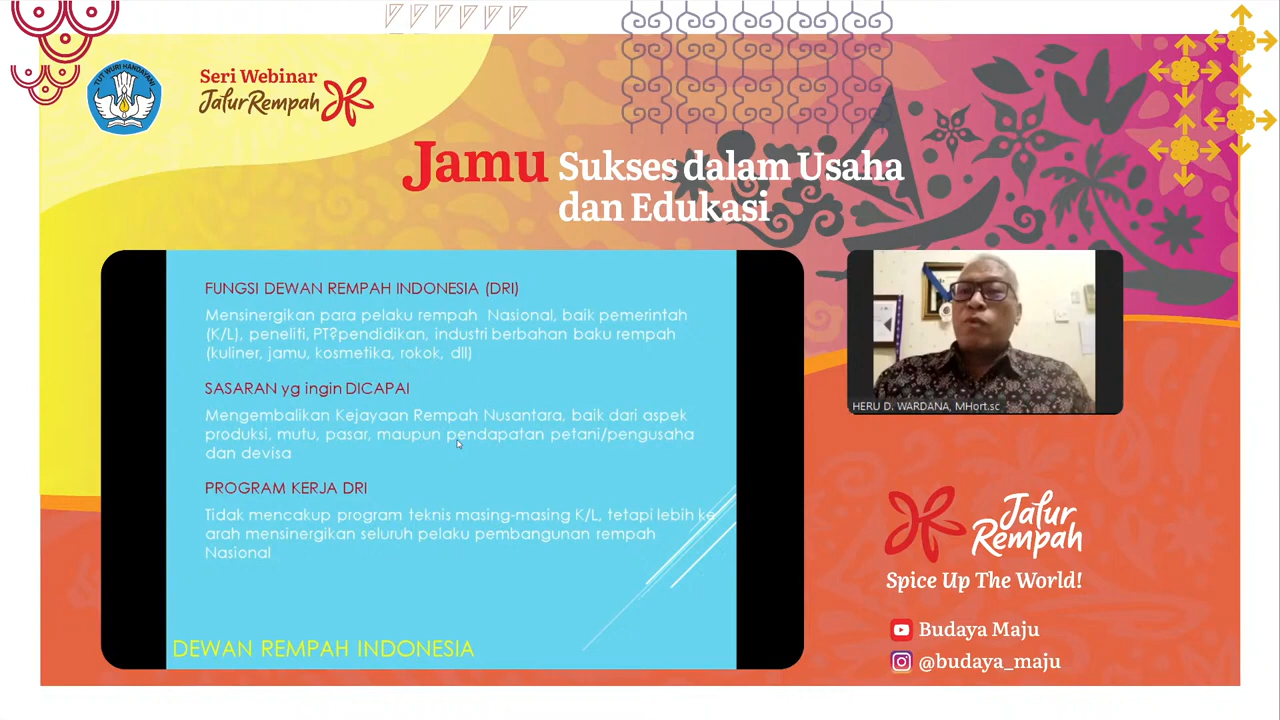 TUT WURI HANDAYANI
Seri Webinar
Jalur Rempah
Jamu Sukses dalam Usaha
dan Edukasi
FUNGSI DEWAN REMPAH INDONESIA (DRI)
Mensinergikan para pelaku rempah Nasional, baik pemerintah
(K/L), peneliti, PT?pendidikan, industri berbahan baku rempah
(kuliner, jamu, kosmetika, rokok, dll)
SASARAN yg ingin DICAPAI
Mengembalikan Kejayaan Rempah Nusantara, baik dari aspek
produksi, mutu, pasar, maupun pendapatan petani/pengusaha
dan devisa
PROGRAM KERJA DRI
Tidak mencakup program teknis masing-masing K/L, tetapi lebih ke
arah mensinergikan seluruh pelaku pembangunan rempah
Nasional
DEWAN REMPAH INDONESIA
HERU D. WARDANA, MHort.sc
Jalur
Rempah
Spice Up The World!
Budaya Maju
@budaya_maju